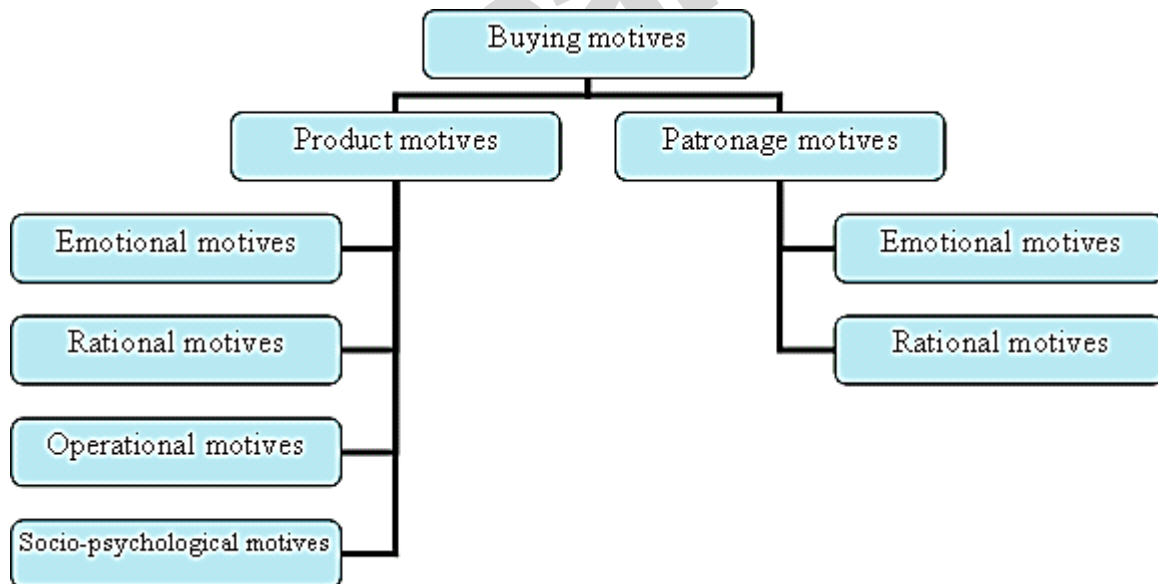 Buying motives
Product motives
Patronage motives
Emotional motives
Emotional motives
Rational motives
Rational motives
Operational motives
Socio-psychological motives